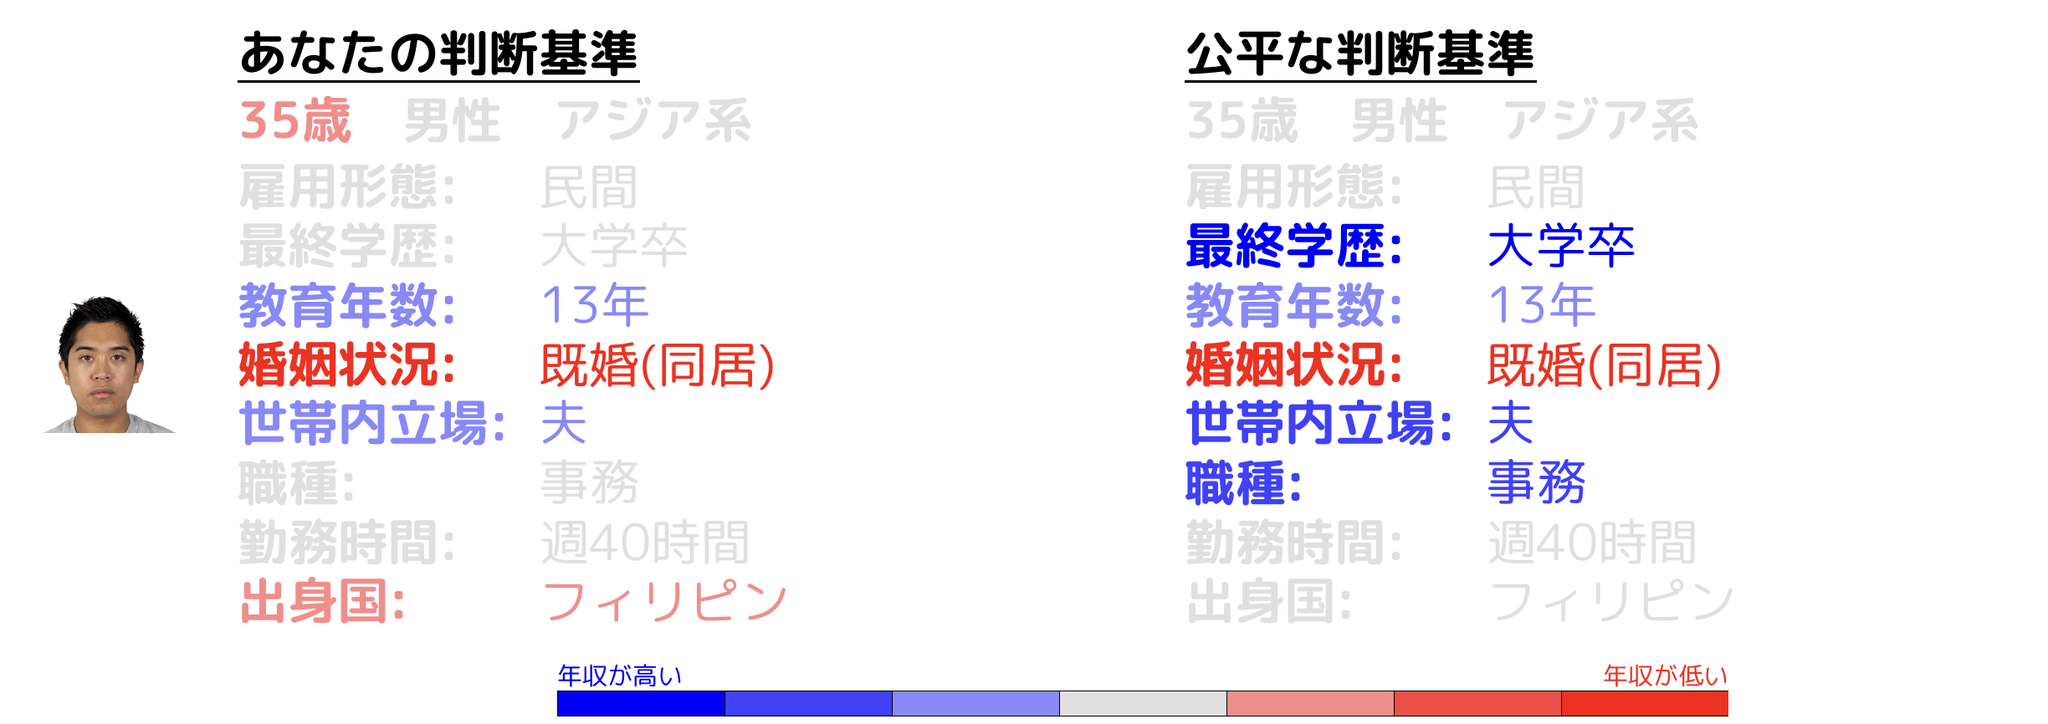 あなたの判断基準
35歳 男性 アジア系
雇用形態: 民間
最終学歴: 大学卒
教育年数: 13年
婚姻状況: 既婚(同居)
世帯内立場: 夫
職種: 事務
勤務時間: 週40時間
出身国: フィリピン
公平な判断基準
35歳 男性 アジア系
雇用形態: 民間
最終学歴: 大学卒
教育年数: 13年
婚姻状況: 既婚(同居)
世帯内立場: 夫
職種: 事務
勤務時間: 週40時間
出身国: フィリピン
年収が高い
年収が低い